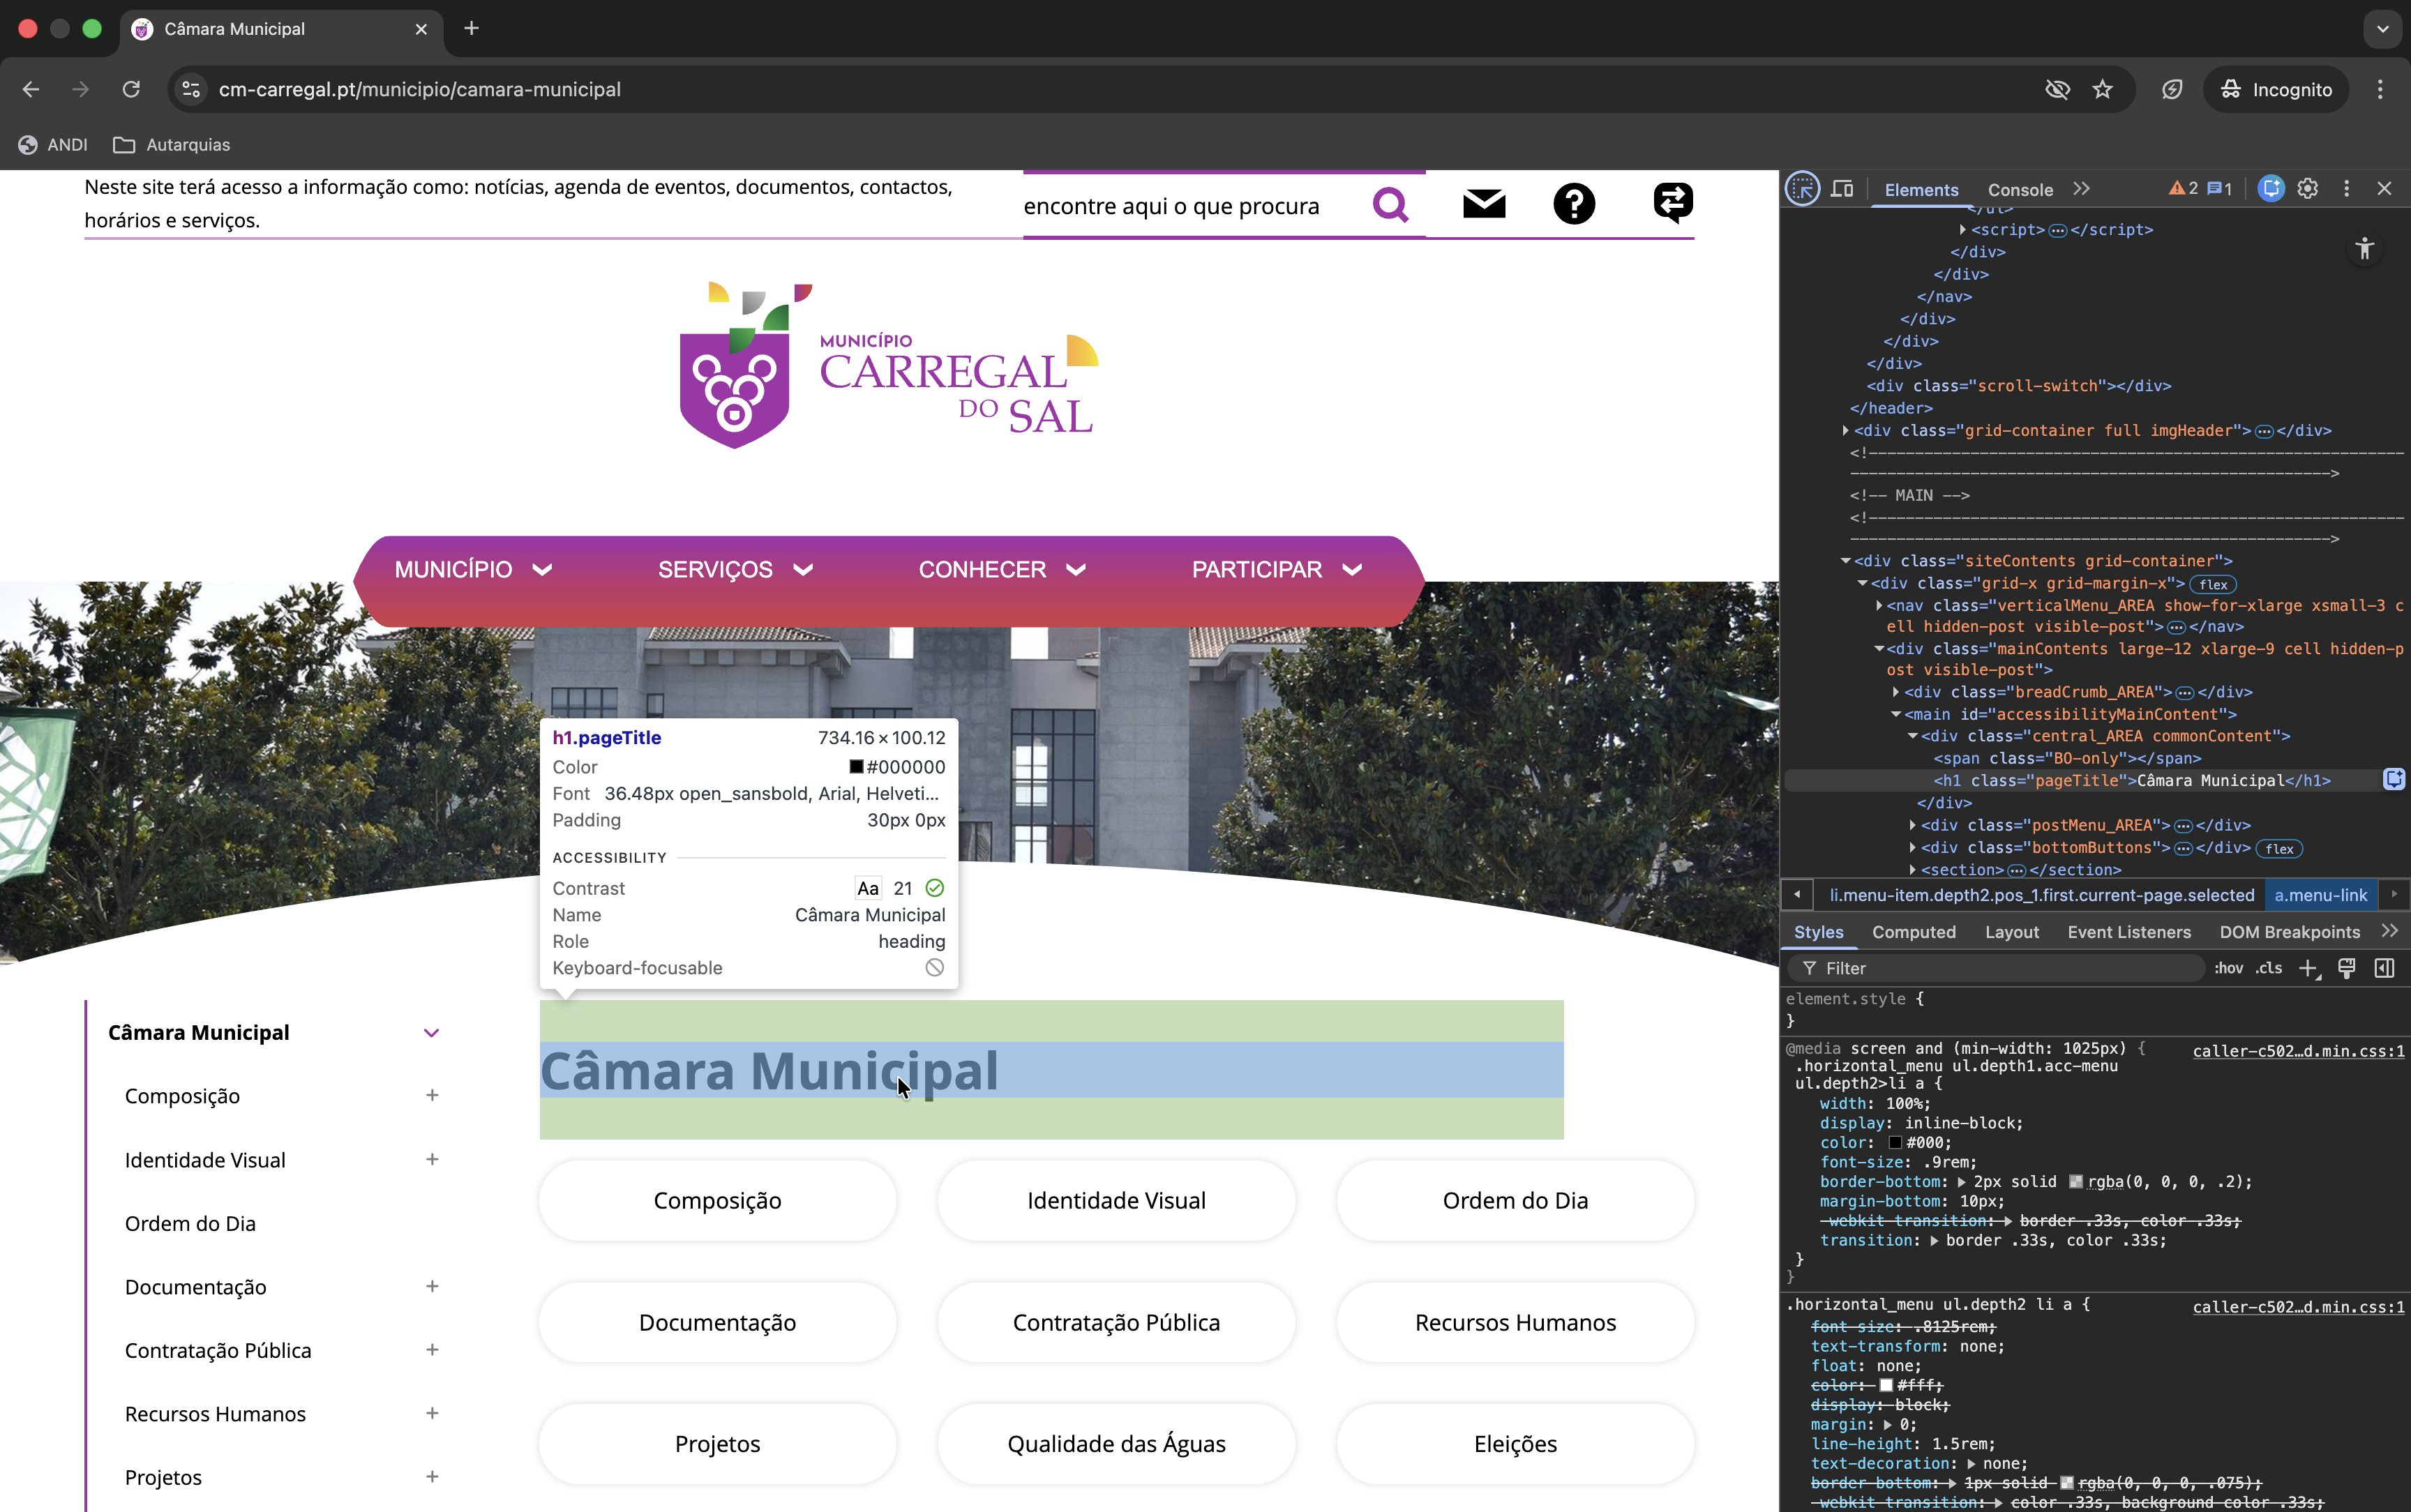 Câmara Municipal
cm-carregal.pt/municipio/camara-municipal
Incognito
ANDI
Autarquias
Neste site terá acesso a informação como: notícias, agenda de eventos, documentos, contactos,
horários e serviços.
encontre aqui o que procura
MUNICÍPIO
CARREGAL
DO SAL
MUNICÍPIO
SERVIÇOS
CONHECER
PARTICIPAR
h1.pageTitle 734.16×100.12
Color #000000
Font 36.48px open_sansbold, Arial, Helveti...
Padding 30px 0px
ACCESSIBILITY
Contrast Aa 21
Name Câmara Municipal
Role heading
Keyboard-focusable
Câmara Municipal
Composição +
Identidade Visual +
Ordem do Dia
Documentação +
Contratação Pública +
Recursos Humanos +
Projetos +
Câmara Municipal
Composição
Identidade Visual
Ordem do Dia
Documentação
Contratação Pública
Recursos Humanos
Projetos
Qualidade das Águas
Eleições
Elements
Console
2
1
</ul>
<script>…</script>
</div>
</div>
</nav>
</div>
</div>
</div>
<div class="scroll-switch"></div>
</header>
<div class="grid-container full imgHeader">…</div>
<!-- MAIN -->
<div class="siteContents grid-container">
<div class="grid-x grid-margin-x"> flex
<nav class="verticalMenu_AREA show-for-xlarge xsmall-3 c
ell hidden-post visible-post">…</nav>
<div class="mainContents large-12 xlarge-9 cell hidden-p
ost visible-post">
<div class="breadCrumb_AREA">…</div>
<main id="accessibilityMainContent">
<div class="central_AREA commonContent">
<span class="BO-only"></span>
<h1 class="pageTitle">Câmara Municipal</h1>
</div>
<div class="postMenu_AREA">…</div>
<div class="bottomButtons">…</div> flex
<section>…</section>
li.menu-item.depth2.pos_1.first.current-page.selected
a.menu-link
Styles
Computed
Layout
Event Listeners
DOM Breakpoints
Filter
:hov .cls
element.style {
}
@media screen and (min-width: 1025px) { caller-c502…d.min.css:1
.horizontal_menu ul.depth1.acc-menu
ul.depth2>li a {
width: 100%;
display: inline-block;
color: #000;
font-size: .9rem;
border-bottom: 2px solid rgba(0, 0, 0, .2);
margin-bottom: 10px;
-webkit-transition: border .33s, color .33s;
transition: border .33s, color .33s;
}
}
.horizontal_menu ul.depth2 li a { caller-c502…d.min.css:1
font-size: .8125rem;
text-transform: none;
float: none;
color: #fff;
display: block;
margin: 0;
line-height: 1.5rem;
text-decoration: none;
border-bottom: 1px solid rgba(0, 0, 0, .075);
-webkit-transition: color .33s, background-color .33s;